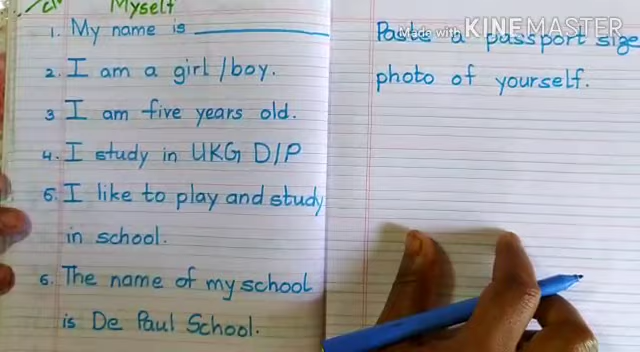 Myself
1. My name is
2. I am a girl/boy.
3 I am five years old.
4. I study in UKG D/P
5. I like to play and study
in school.
6. The name of my school
is De Paul School.
Paste a passport size
photo of yourself.
Made with KINEMASTER